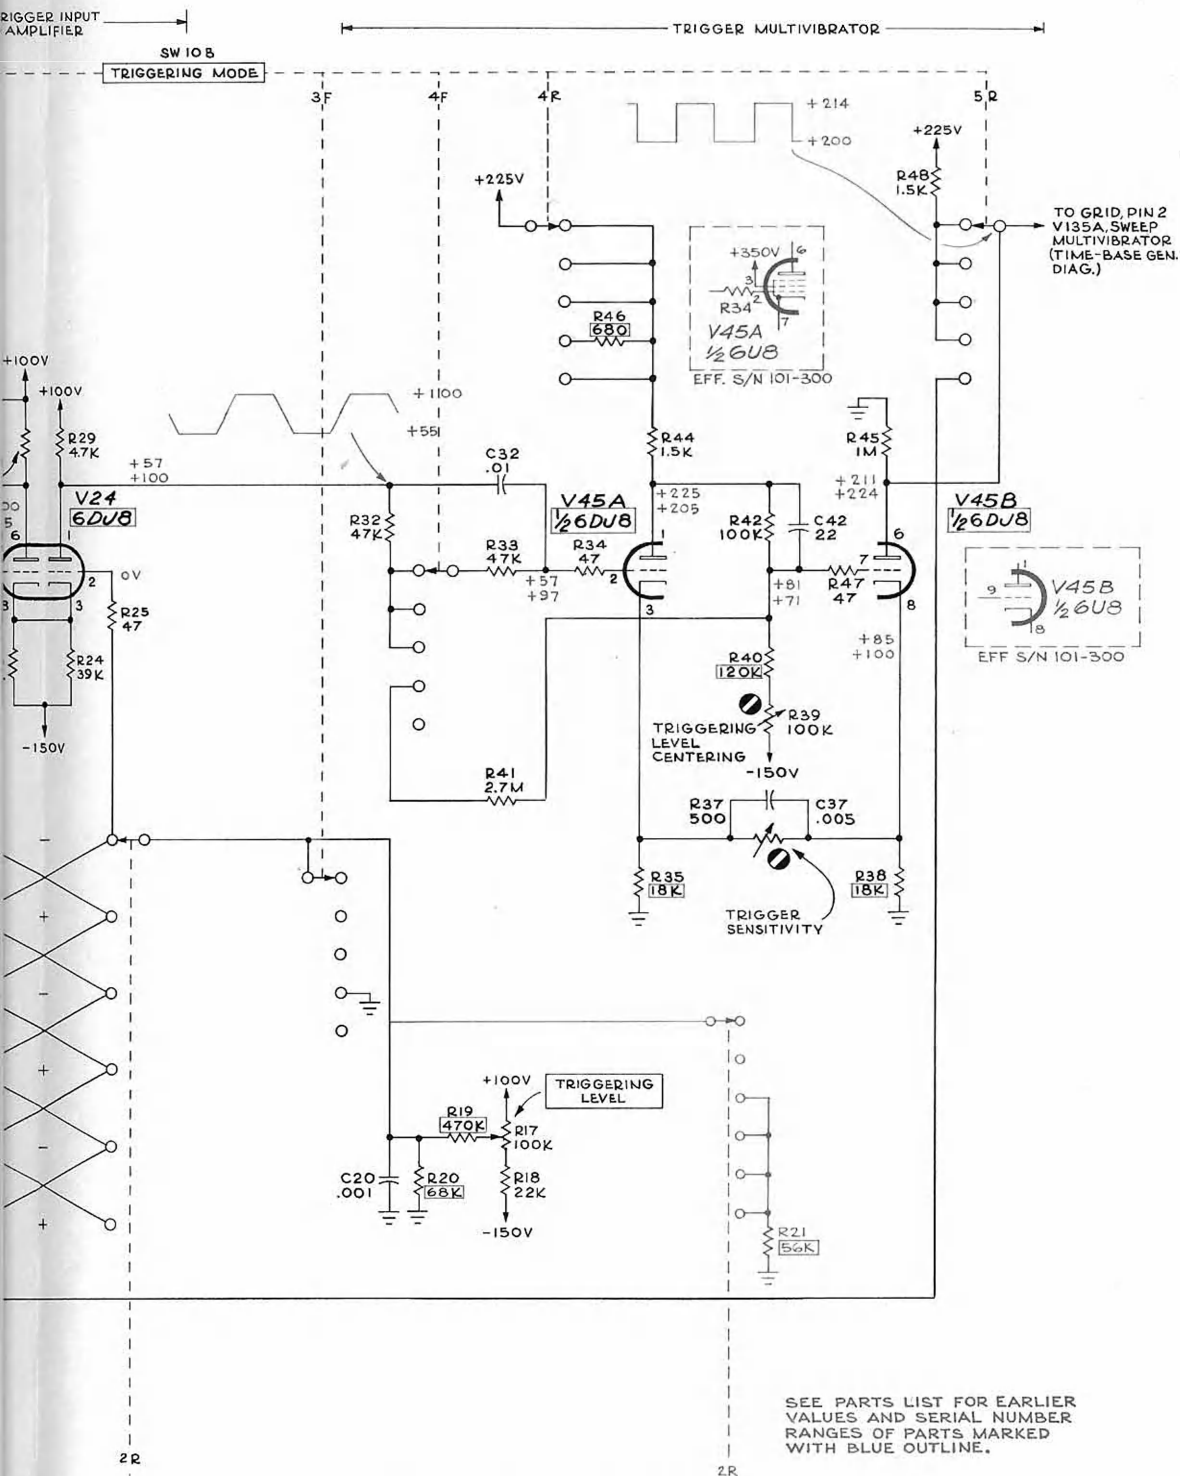 RIGGER INPUT
AMPLIFIER
TRIGGER MULTIVIBRATOR
SW 10 B
TRIGGERING MODE
3F
4F
4R
5R
+214
+200
+225V
R48
1.5K
+225V
TO GRID, PIN 2
V135A, SWEEP
MULTIVIBRATOR
(TIME-BASE GEN.
DIAG.)
+350V
6
3
2
R34
7
V45A
½6U8
EFF. S/N 101-300
R46
680
+100V
+100V
+1100
+55
R29
4.7K
+57
+100
C32
.01
R44
1.5K
R45
1M
+211
+224
V24
6DU8
6
1
2
0V
3
R32
47K
R33
47K
R34
47
+57
+97
V45A
½6DU8
+225
+205
1
2
3
R42
100K
C42
22
+81
+71
R47
47
7
6
8
V45B
½6DU8
+85
+100
1
9
8
V45B
½6U8
EFF S/N 101-300
R25
47
R24
39K
-150V
R40
120K
R39
100K
TRIGGERING
LEVEL
CENTERING
-150V
R41
2.7M
R37
500
C37
.005
R35
18K
R38
18K
TRIGGER
SENSITIVITY
-
+
-
+
-
+
+100V
TRIGGERING
LEVEL
R19
470K
R17
100K
C20
.001
R20
68K
R18
22K
-150V
R21
56K
2R
2R
SEE PARTS LIST FOR EARLIER
VALUES AND SERIAL NUMBER
RANGES OF PARTS MARKED
WITH BLUE OUTLINE.